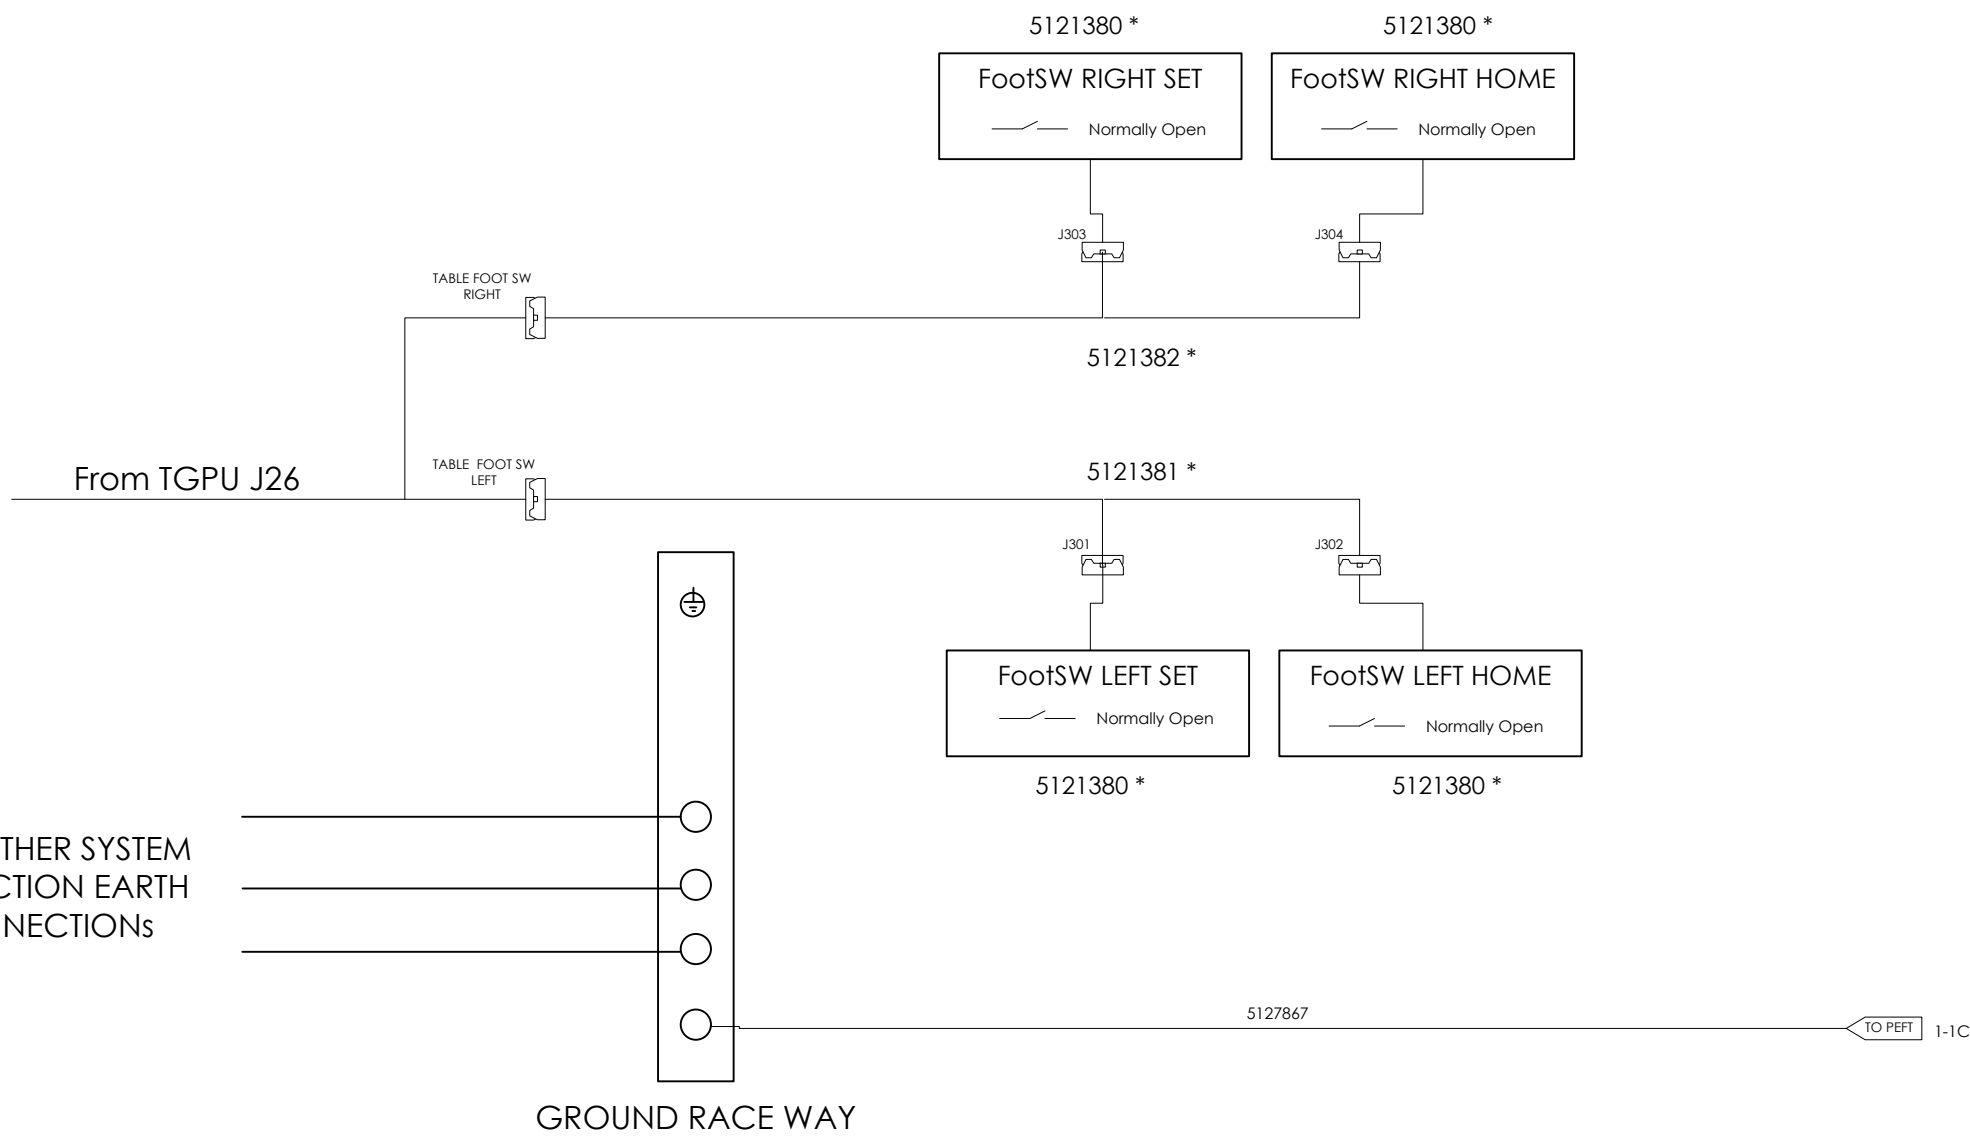 5121380 *
5121380 *
FootSW RIGHT SET
FootSW RIGHT HOME
Normally Open
Normally Open
J303
J304
TABLE FOOT SW
RIGHT
5121382 *
From TGPU J26
TABLE FOOT SW
LEFT
5121381 *
J301
J302
FootSW LEFT SET
FootSW LEFT HOME
Normally Open
Normally Open
5121380 *
5121380 *
THER SYSTEM
CTION EARTH
NECTIONs
5127867
TO PEFT
1-1C
GROUND RACE WAY